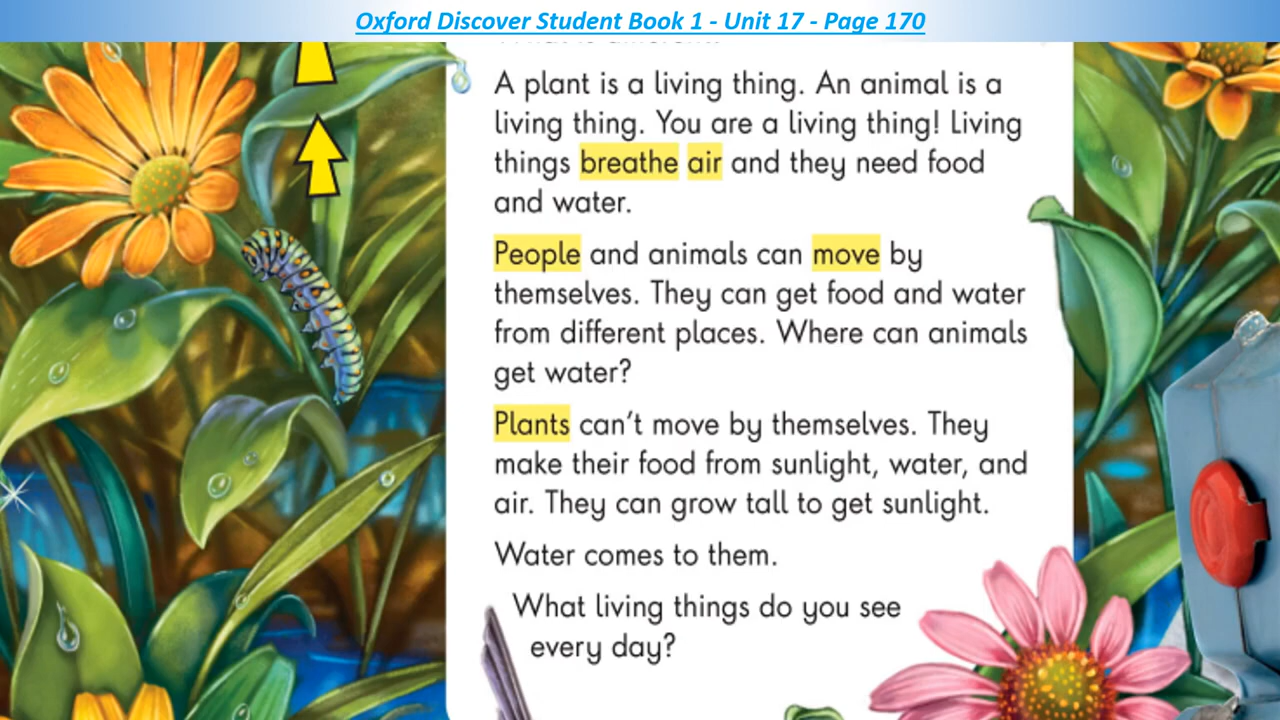 Oxford Discover Student Book 1 - Unit 17 - Page 170
A plant is a living thing. An animal is a
living thing. You are a living thing! Living
things breathe air and they need food
and water.
People and animals can move by
themselves. They can get food and water
from different places. Where can animals
get water?
Plants can't move by themselves. They
make their food from sunlight, water, and
air. They can grow tall to get sunlight.
Water comes to them.
What living things do you see
every day?